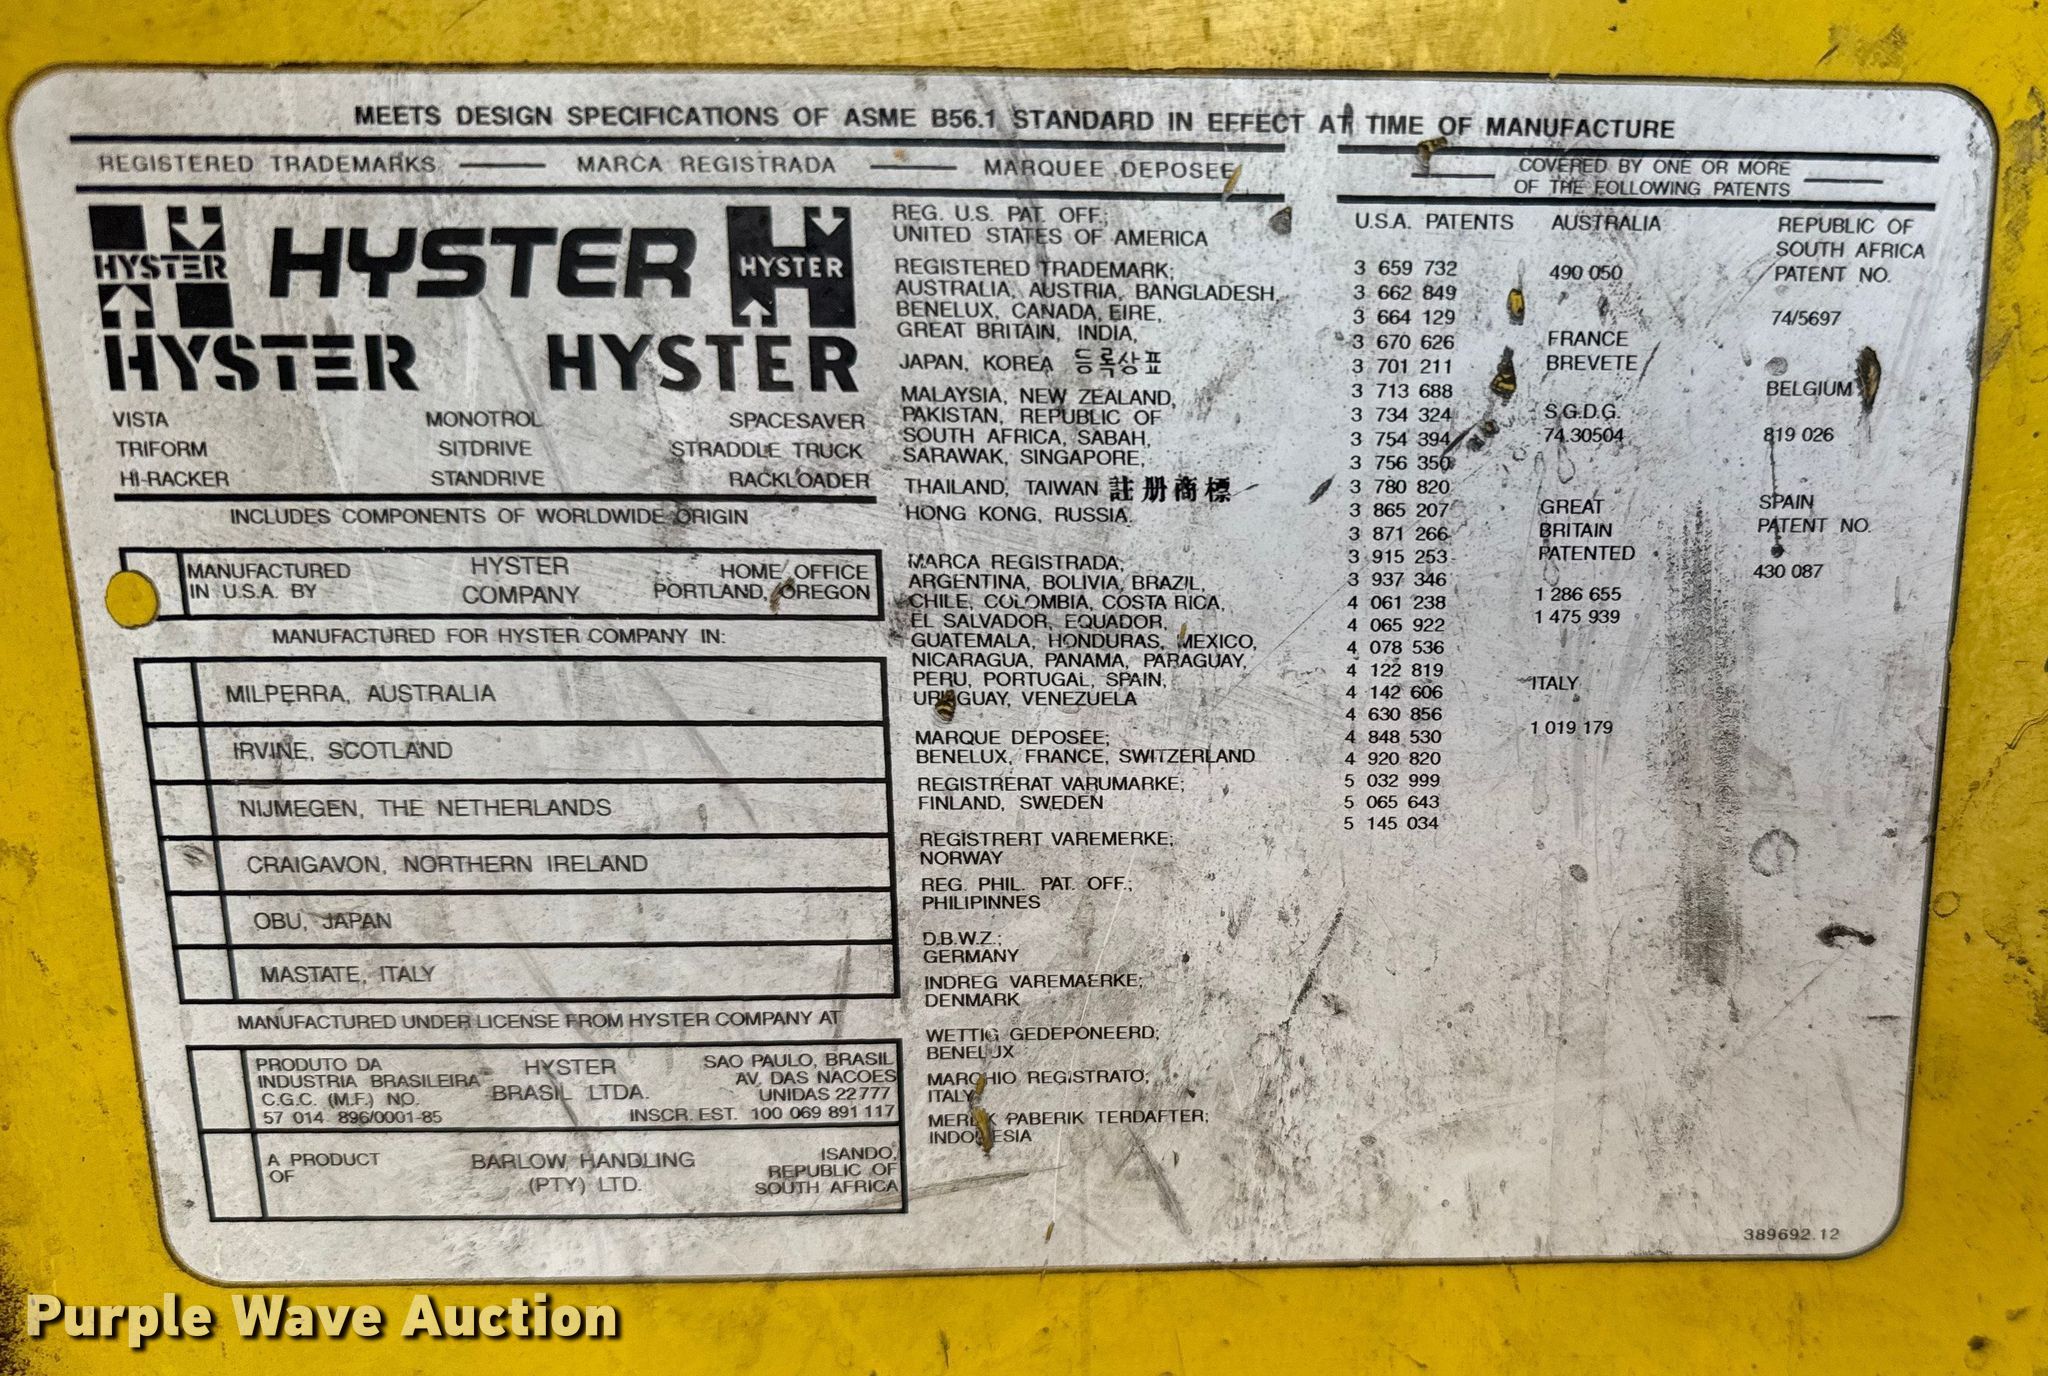 MEETS DESIGN SPECIFICATIONS OF ASME B56.1 STANDARD IN EFFECT AT TIME OF MANUFACTURE
REGISTERED TRADEMARKS MARCA REGISTRADA MARQUEE DEPOSEE
HYSTER HYSTER HYSTER
HYSTER HYSTER
VISTA MONOTROL SPACESAVER
TRIFORM SITDRIVE STRADDLE TRUCK
HI-RACKER STANDRIVE RACKLOADER
INCLUDES COMPONENTS OF WORLDWIDE ORIGIN
MANUFACTURED
IN U.S.A. BY
HYSTER
COMPANY
HOME OFFICE
PORTLAND, OREGON
MANUFACTURED FOR HYSTER COMPANY IN:
MILPERRA, AUSTRALIA
IRVINE, SCOTLAND
NIJMEGEN, THE NETHERLANDS
CRAIGAVON, NORTHERN IRELAND
OBU, JAPAN
MASTATE, ITALY
MANUFACTURED UNDER LICENSE FROM HYSTER COMPANY AT
PRODUTO DA
INDUSTRIA BRASILEIRA
C.G.C. (M.F.) NO.
57 014 896/0001-85
HYSTER
BRASIL LTDA.
SAO PAULO, BRASIL
AV. DAS NACOES
UNIDAS 22777
INSCR. EST. 100 069 891 117
A PRODUCT
OF
BARLOW HANDLING
(PTY) LTD.
ISANDO,
REPUBLIC OF
SOUTH AFRICA
REG. U.S. PAT. OFF.;
UNITED STATES OF AMERICA
REGISTERED TRADEMARK;
AUSTRALIA, AUSTRIA, BANGLADESH,
BENELUX, CANADA, EIRE,
GREAT BRITAIN, INDIA,
JAPAN, KOREA 등록상표
MALAYSIA, NEW ZEALAND,
PAKISTAN, REPUBLIC OF
SOUTH AFRICA, SABAH,
SARAWAK, SINGAPORE,
THAILAND, TAIWAN 註册商標
HONG KONG, RUSSIA.
MARCA REGISTRADA;
ARGENTINA, BOLIVIA, BRAZIL,
CHILE, COLOMBIA, COSTA RICA,
EL SALVADOR, EQUADOR,
GUATEMALA, HONDURAS, MEXICO,
NICARAGUA, PANAMA, PARAGUAY,
PERU, PORTUGAL, SPAIN,
URUGUAY, VENEZUELA
MARQUE DEPOSEE;
BENELUX, FRANCE, SWITZERLAND
REGISTRERAT VARUMARKE;
FINLAND, SWEDEN
REGISTRERT VAREMERKE;
NORWAY
REG. PHIL. PAT. OFF.;
PHILIPINNES
D.B.W.Z.;
GERMANY
INDREG VAREMAERKE;
DENMARK
WETTIG GEDEPONEERD;
BENELUX
MARCHIO REGISTRATO;
ITALY
MEREK PABERIK TERDAFTER;
INDONESIA
COVERED BY ONE OR MORE
OF THE FOLLOWING PATENTS
U.S.A. PATENTS
3 659 732
3 662 849
3 664 129
3 670 626
3 701 211
3 713 688
3 734 324
3 754 394
3 756 350
3 780 820
3 865 207
3 871 266
3 915 253
3 937 346
4 061 238
4 065 922
4 078 536
4 122 819
4 142 606
4 630 856
4 848 530
4 920 820
5 032 999
5 065 643
5 145 034
AUSTRALIA
490 050
FRANCE
BREVETE
S.G.D.G.
74.30504
GREAT
BRITAIN
PATENTED
1 286 655
1 475 939
ITALY
1 019 179
REPUBLIC OF
SOUTH AFRICA
PATENT NO.
74/5697
BELGIUM
819 026
SPAIN
PATENT NO.
430 087
389692.12
Purple Wave Auction